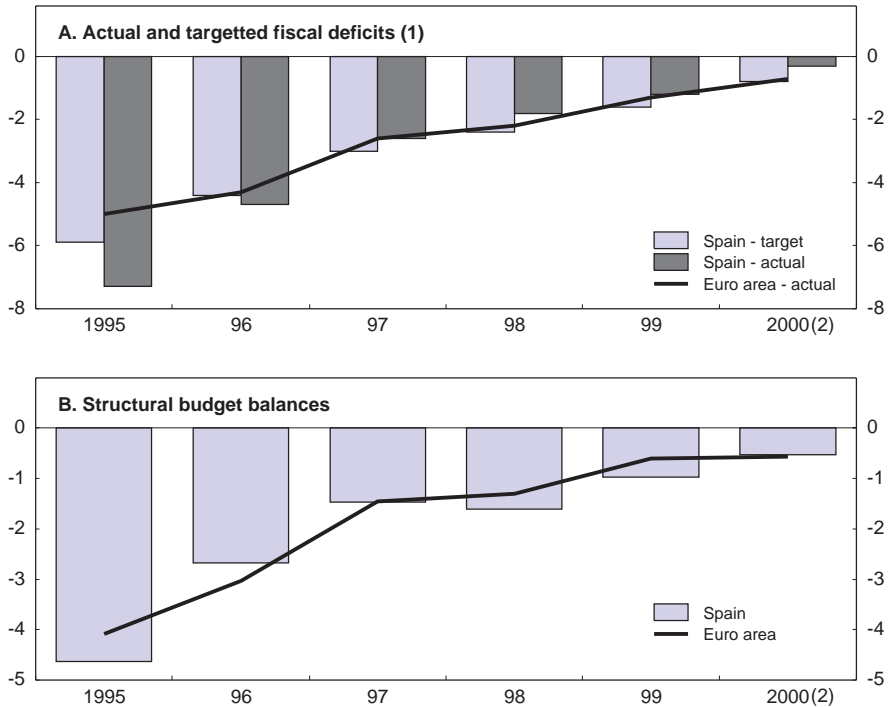 A. Actual and targetted fiscal deficits (1)
0 0
-2 -2
-4 -4
-6 -6
-8 -8
Spain - target
Spain - actual
Euro area - actual
1995 96 97 98 99 2000(2)
B. Structural budget balances
0 0
-1 -1
-2 -2
-3 -3
-4 -4
-5 -5
Spain
Euro area
1995 96 97 98 99 2000(2)